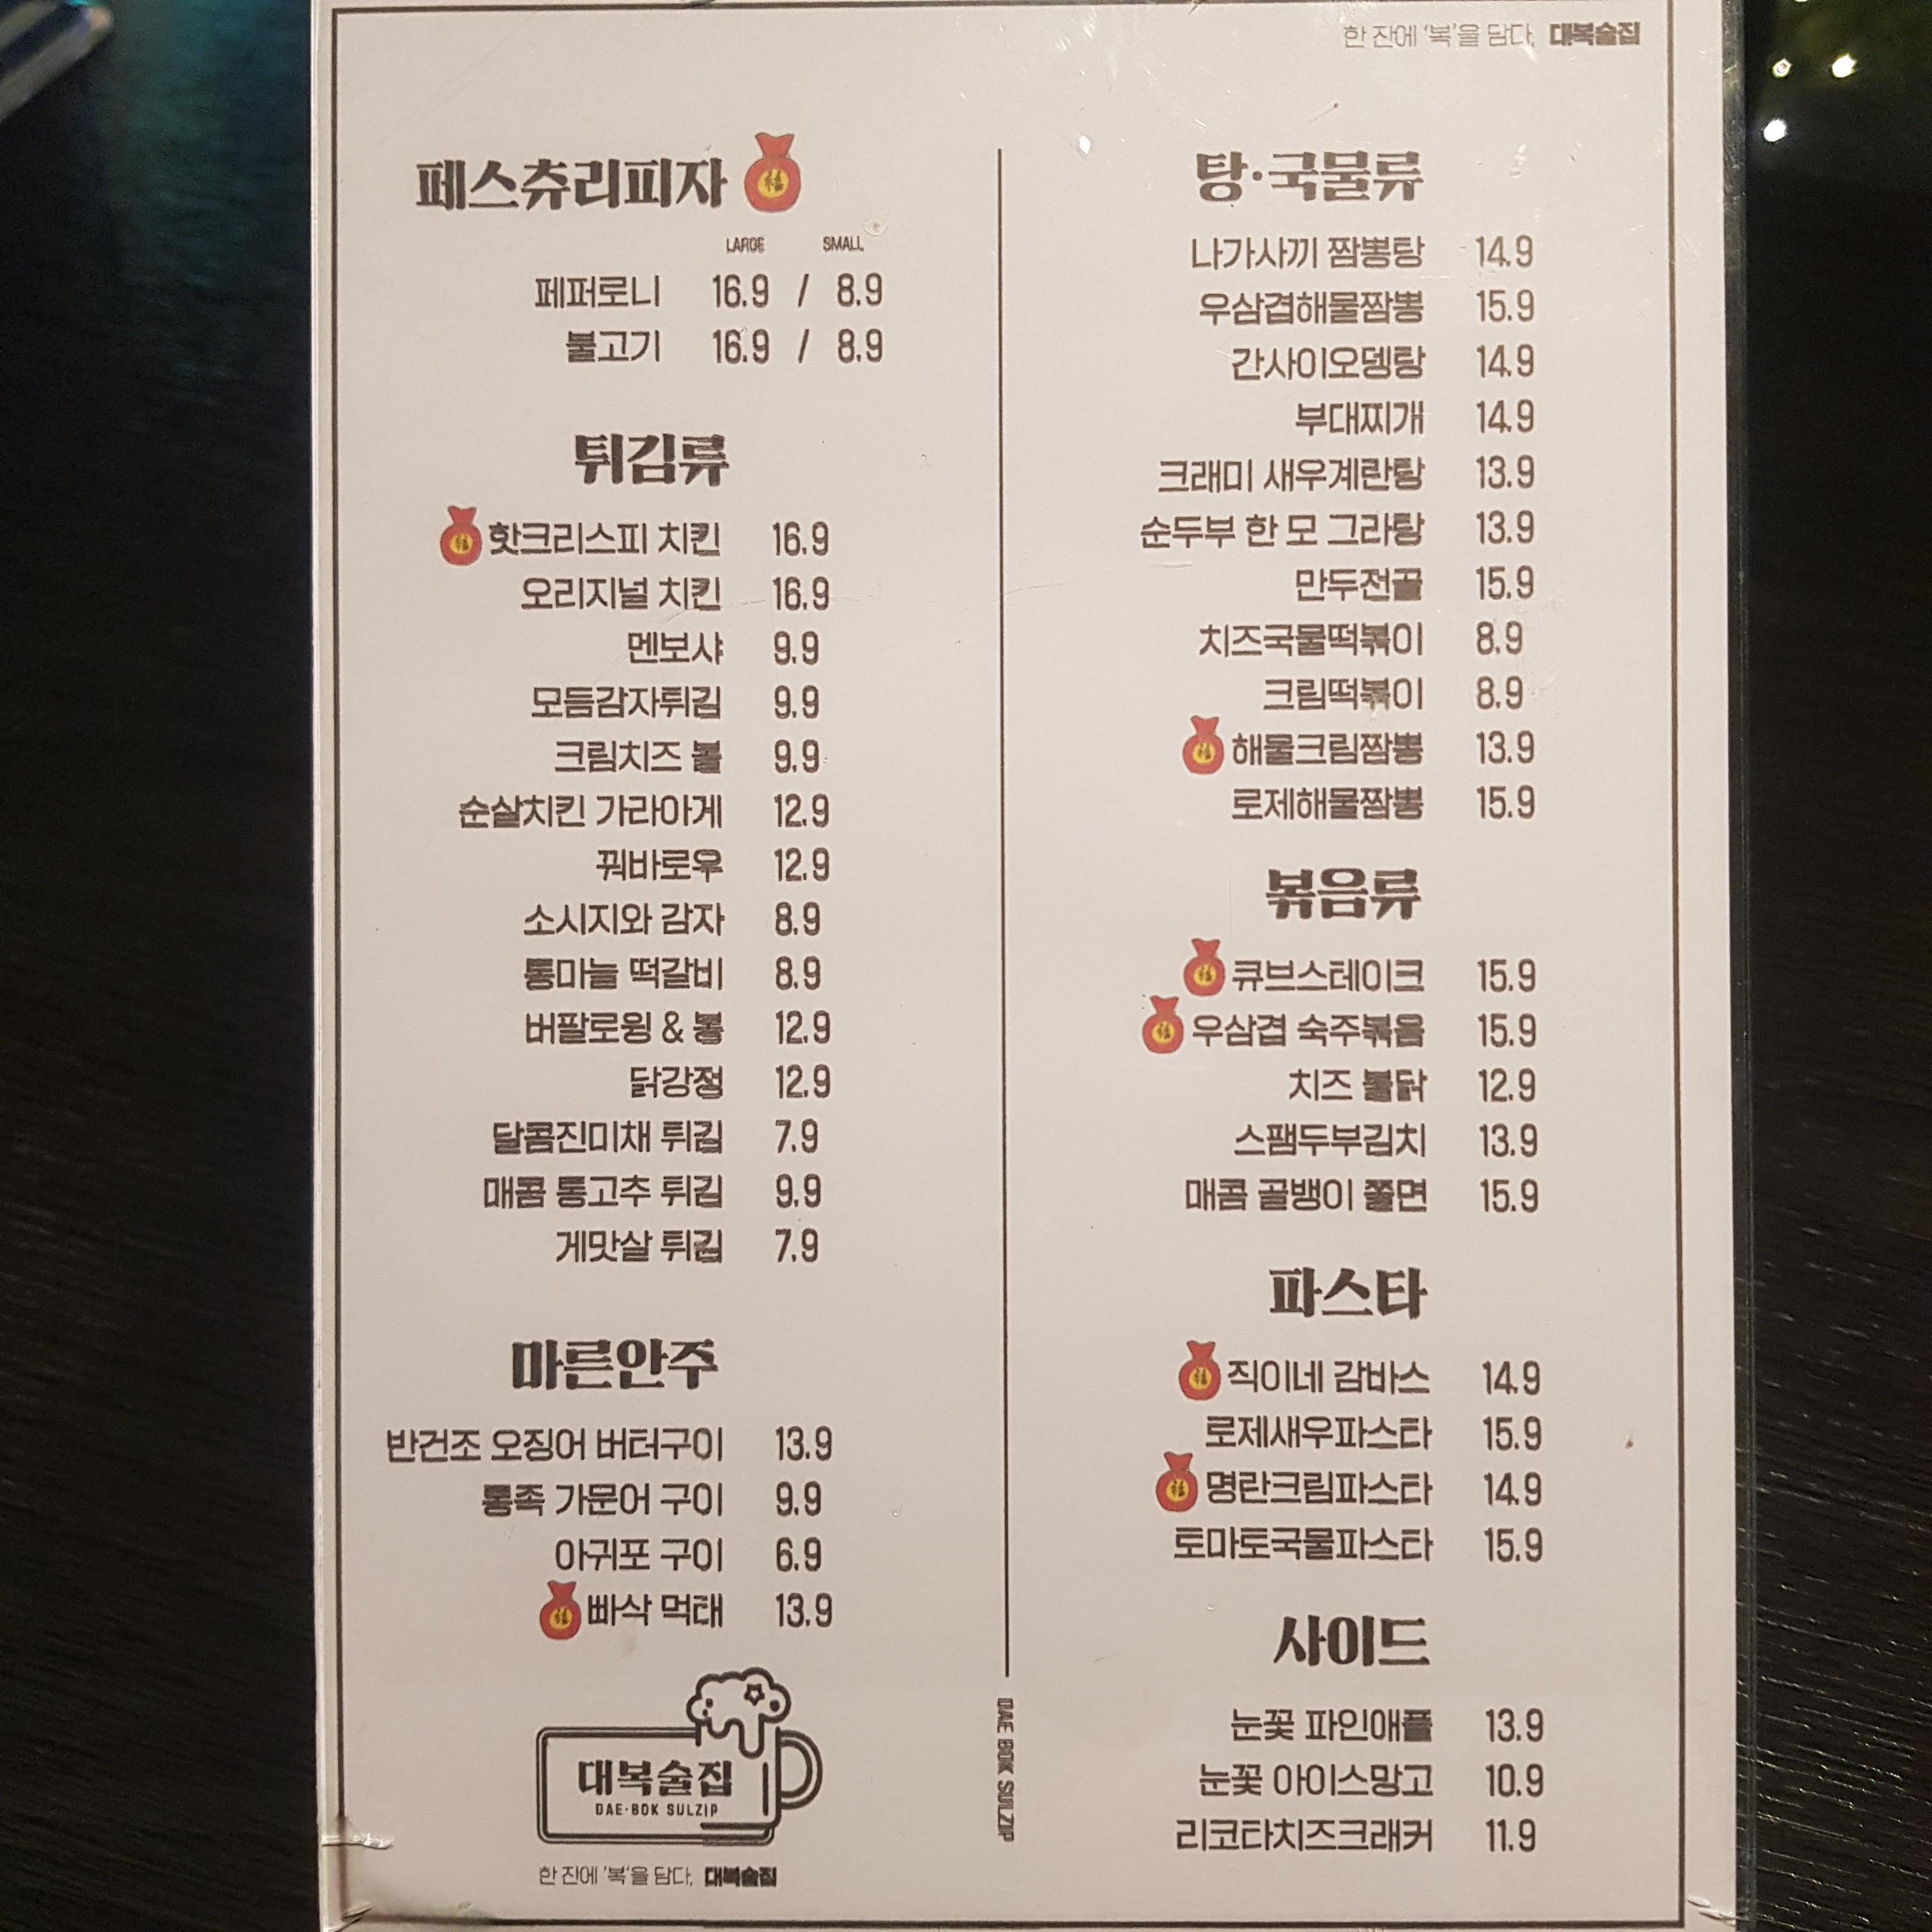 한 잔에 '복'을 담다, 대복술집
페스츄리피자 福
LARGE SMALL
페퍼로니 16.9 / 8.9
불고기 16.9 / 8.9
튀김류
福 핫크리스피 치킨 16.9
오리지널 치킨 16.9
멘보샤 9.9
모듬감자튀김 9.9
크림치즈 볼 9.9
순살치킨 가라아게 12.9
꿔바로우 12.9
소시지와 감자 8.9
통마늘 떡갈비 8.9
버팔로윙 & 봉 12.9
닭강정 12.9
달콤진미채 튀김 7.9
매콤 통고추 튀김 9.9
게맛살 튀김 7.9
마른안주
반건조 오징어 버터구이 13.9
통족 가문어 구이 9.9
아귀포 구이 6.9
福 빠삭 먹태 13.9
대복술집
DAE·BOK SULZIP
한 잔에 '복'을 담다, 대복술집
DAE BOK SULZIP
탕·국물류
나가사끼 짬뽕탕 14.9
우삼겹해물짬뽕 15.9
간사이오뎅탕 14.9
부대찌개 14.9
크래미 새우계란탕 13.9
순두부 한 모 그라탕 13.9
만두전골 15.9
치즈국물떡볶이 8.9
크림떡볶이 8.9
福 해물크림짬뽕 13.9
로제해물짬뽕 15.9
볶음류
福 큐브스테이크 15.9
福 우삼겹 숙주볶음 15.9
치즈 불닭 12.9
스팸두부김치 13.9
매콤 골뱅이 쫄면 15.9
파스타
福 직이네 감바스 14.9
로제새우파스타 15.9
福 명란크림파스타 14.9
토마토국물파스타 15.9
사이드
눈꽃 파인애플 13.9
눈꽃 아이스망고 10.9
리코타치즈크래커 11.9